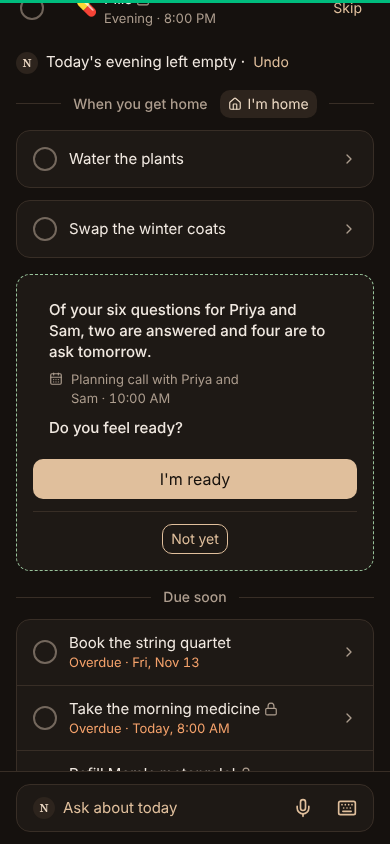 Evening · 8:00 PM
Skip
N Today's evening left empty · Undo
When you get home I'm home
Water the plants
Swap the winter coats
Of your six questions for Priya and
Sam, two are answered and four are to
ask tomorrow.
Planning call with Priya and
Sam · 10:00 AM
Do you feel ready?
I'm ready
Not yet
Due soon
Book the string quartet
Overdue · Fri, Nov 13
Take the morning medicine
Overdue · Today, 8:00 AM
N Ask about today